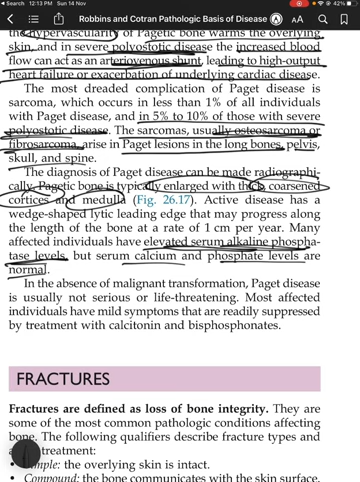 Search 12:13 PM Sun 14 Nov 42%
Robbins and Cotran Pathologic Basis of Disease AA
the hypervascularity of Pagetic bone warms the overlying
skin, and in severe polyostotic disease the increased blood
flow can act as an arteriovenous shunt, leading to high-output
heart failure or exacerbation of underlying cardiac disease.
The most dreaded complication of Paget disease is
sarcoma, which occurs in less than 1% of all individuals
with Paget disease, and in 5% to 10% of those with severe
polyostotic disease. The sarcomas, usually osteosarcoma or
fibrosarcoma, arise in Paget lesions in the long bones, pelvis,
skull, and spine.
The diagnosis of Paget disease can be made radiographi-
cally. Pagetic bone is typically enlarged with thick, coarsened
cortices and medulla (Fig. 26.17). Active disease has a
wedge-shaped lytic leading edge that may progress along
the length of the bone at a rate of 1 cm per year. Many
affected individuals have elevated serum alkaline phospha-
tase levels, but serum calcium and phosphate levels are
normal.
In the absence of malignant transformation, Paget disease
is usually not serious or life-threatening. Most affected
individuals have mild symptoms that are readily suppressed
by treatment with calcitonin and bisphosphonates.
FRACTURES
Fractures are defined as loss of bone integrity. They are
some of the most common pathologic conditions affecting
bone. The following qualifiers describe fracture types and
treatment:
• Simple: the overlying skin is intact.
• Compound: the bone communicates with the skin surface.